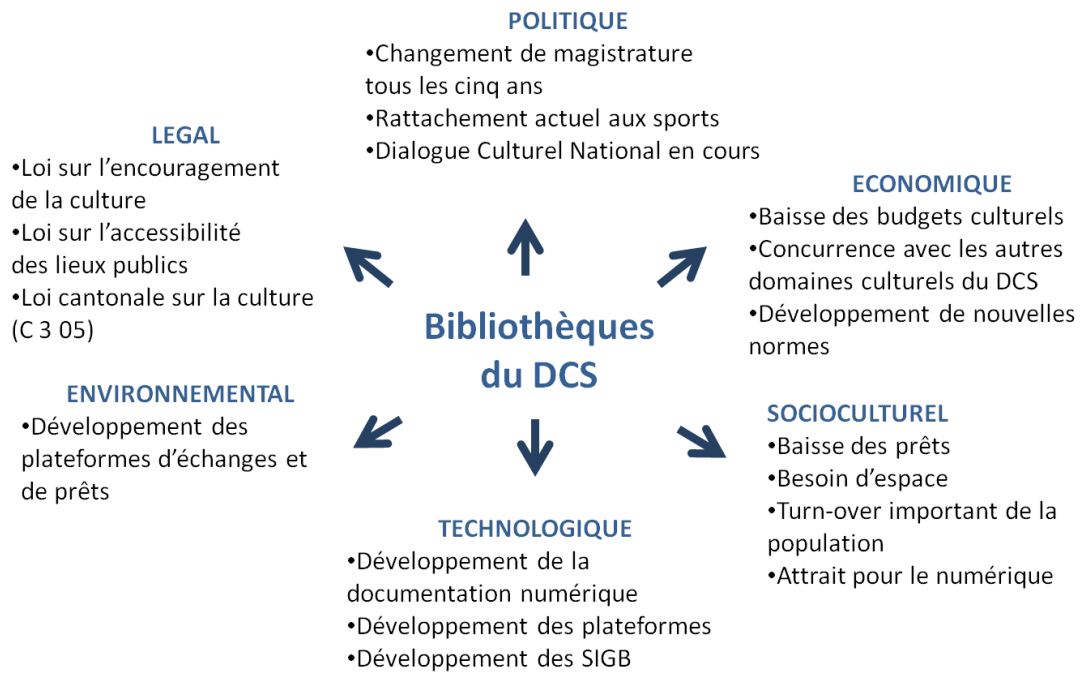 POLITIQUE
•Changement de magistrature
tous les cinq ans
•Rattachement actuel aux sports
•Dialogue Culturel National en cours
LEGAL
•Loi sur l’encouragement
de la culture
•Loi sur l’accessibilité
des lieux publics
•Loi cantonale sur la culture
(C 3 05)
ECONOMIQUE
•Baisse des budgets culturels
•Concurrence avec les autres
domaines culturels du DCS
•Développement de nouvelles
normes
Bibliothèques
du DCS
ENVIRONNEMENTAL
•Développement des
plateformes d’échanges et
de prêts
SOCIOCULTUREL
•Baisse des prêts
•Besoin d’espace
•Turn-over important de la
population
•Attrait pour le numérique
TECHNOLOGIQUE
•Développement de la
documentation numérique
•Développement des plateformes
•Développement des SIGB